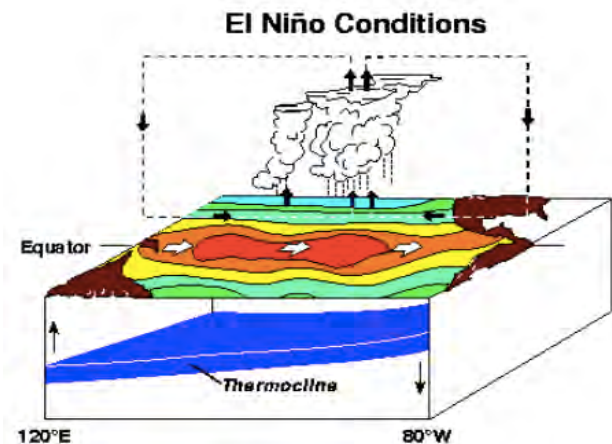 El Niño Conditions
Equator
Thermocline
120°E
80°W